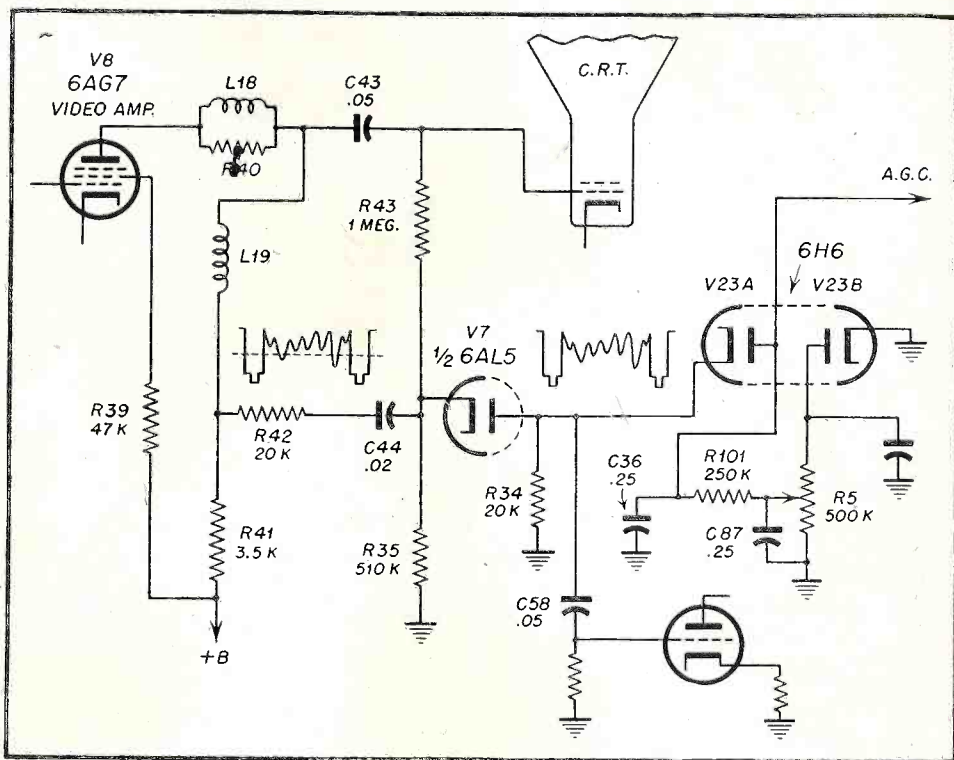 V8
6AG7
VIDEO AMP.
L18
R40
C43
.05
C.R.T.
A.G.C.
R43
1 MEG.
L19
6H6
V23A
V23B
V7
½ 6AL5
R39
47 K
R42
20 K
C44
.02
R41
3.5 K
R35
510 K
R34
20 K
C36
.25
R101
250 K
C87
.25
R5
500 K
C58
.05
+B